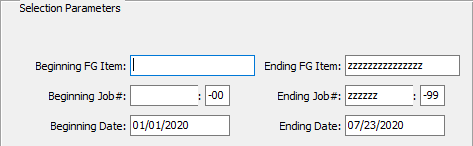 Selection Parameters
Beginning FG Item: Ending FG Item: zzzzzzzzzzzzzzz
Beginning Job#: : -00 Ending Job#: zzzzzz : -99
Beginning Date: 01/01/2020 Ending Date: 07/23/2020